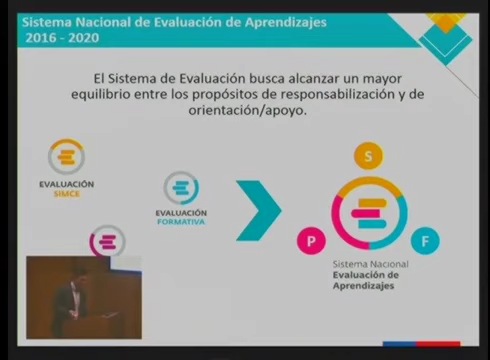 Sistema Nacional de Evaluación de Aprendizajes
2016 - 2020
El Sistema de Evaluación busca alcanzar un mayor
equilibrio entre los propósitos de responsabilización y de
orientación/apoyo.
EVALUACIÓN
SIMCE
EVALUACIÓN
FORMATIVA
S
P
F
Sistema Nacional
Evaluación de
Aprendizajes